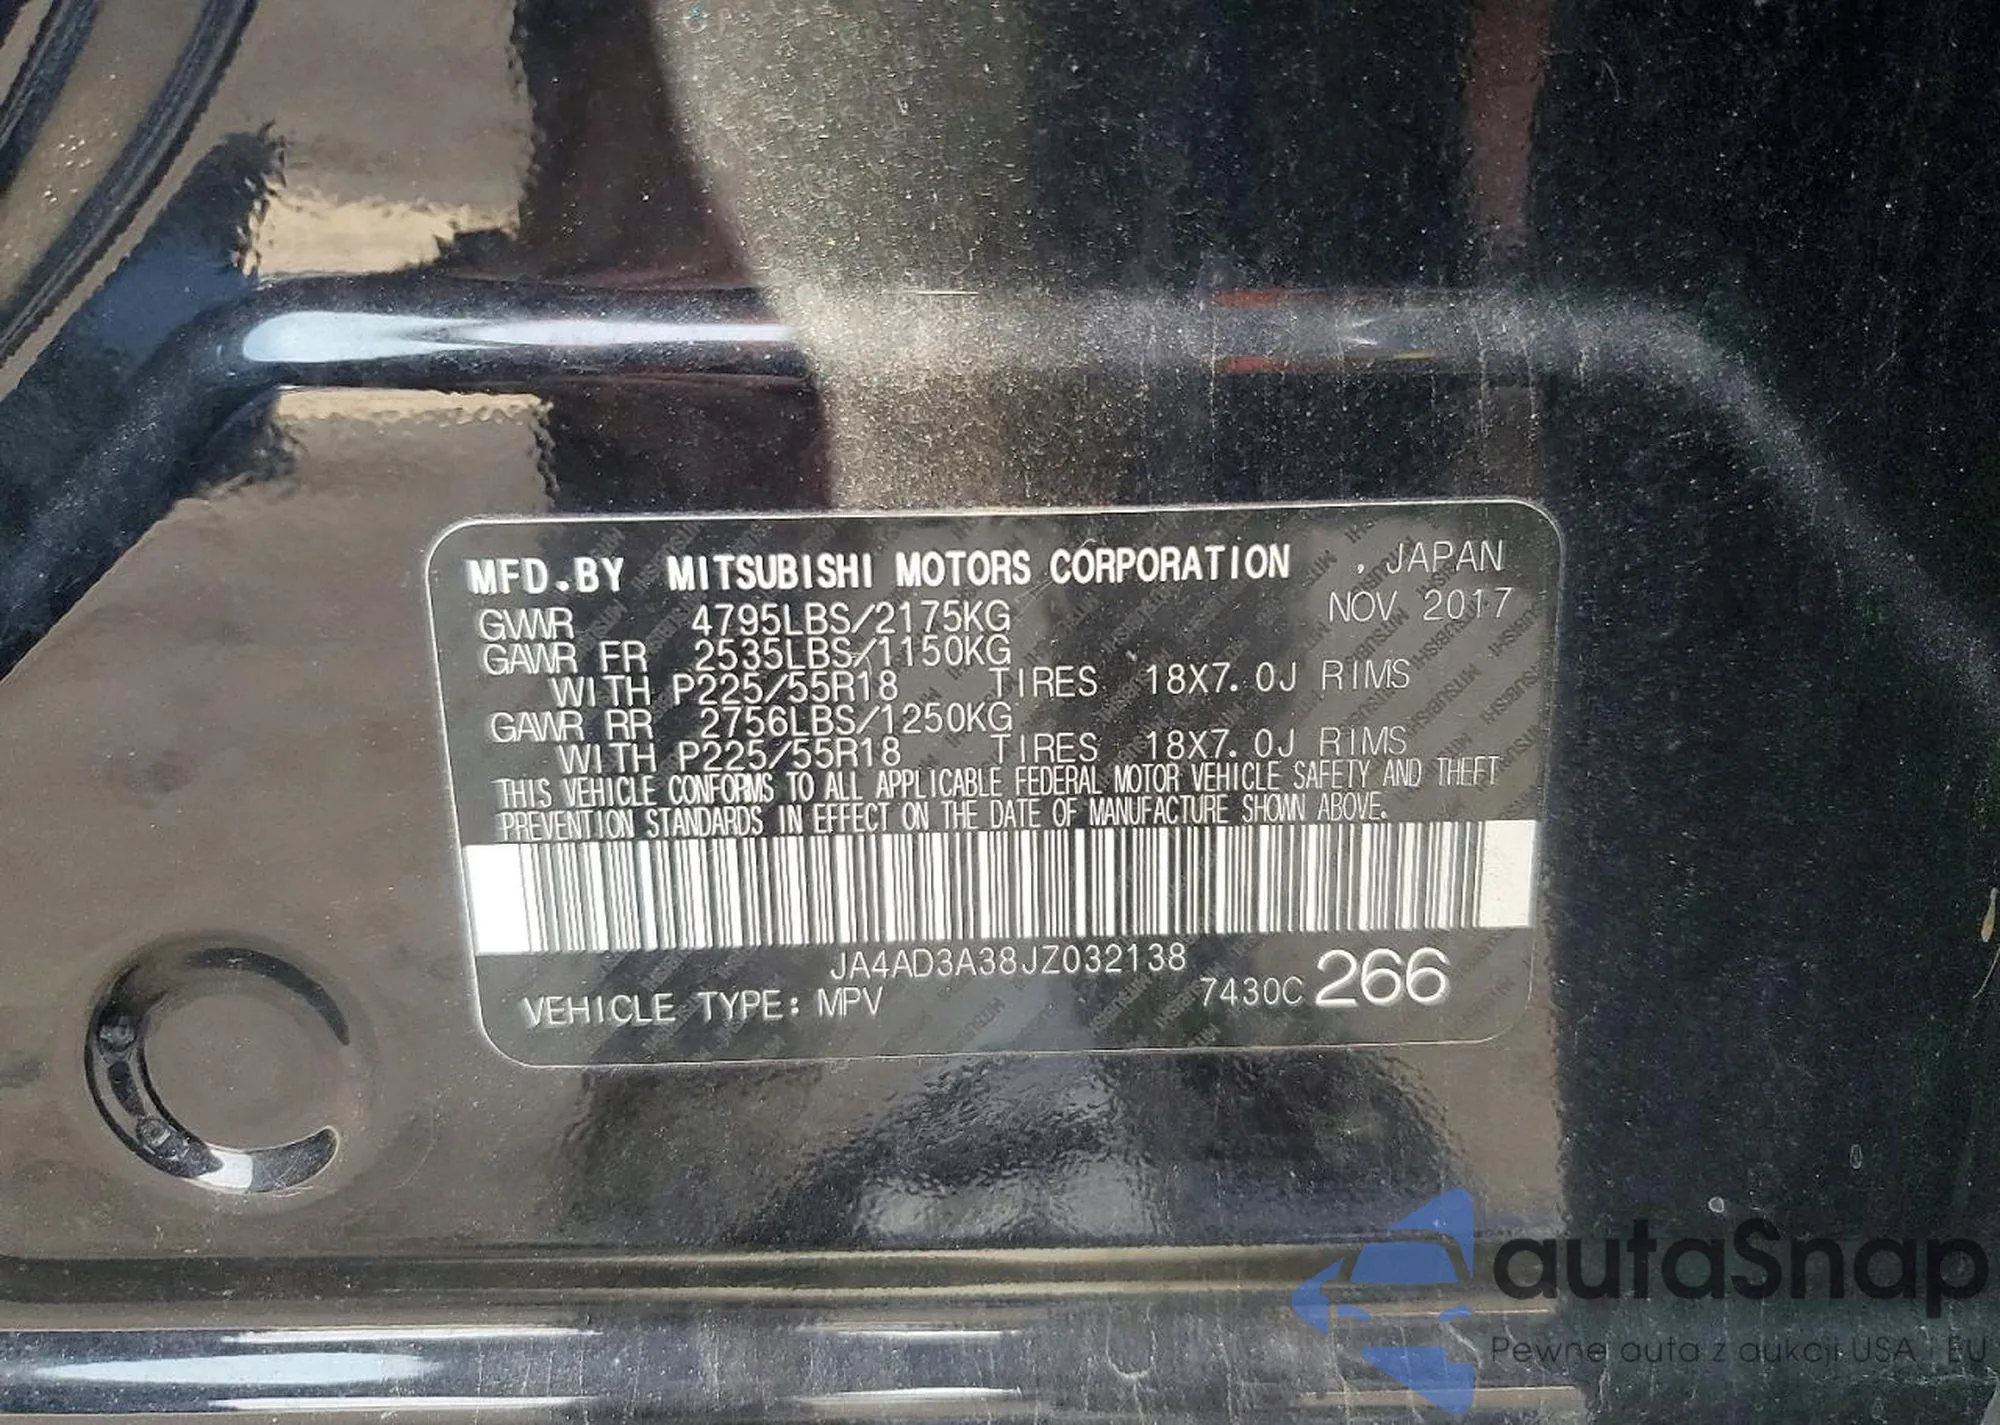 MFD.BY MITSUBISHI MOTORS CORPORATION , JAPAN
NOV 2017
GVWR 4795LBS/2175KG
GAWR FR 2535LBS/1150KG
WITH P225/55R18 TIRES 18X7.0J RIMS
GAWR RR 2756LBS/1250KG
WITH P225/55R18 TIRES 18X7.0J RIMS
THIS VEHICLE CONFORMS TO ALL APPLICABLE FEDERAL MOTOR VEHICLE SAFETY AND THEFT
PREVENTION STANDARDS IN EFFECT ON THE DATE OF MANUFACTURE SHOWN ABOVE.
JA4AD3A38JZ032138
VEHICLE TYPE: MPV 7430C 266
autaSnap
Pewne auta z aukcji USA i EU